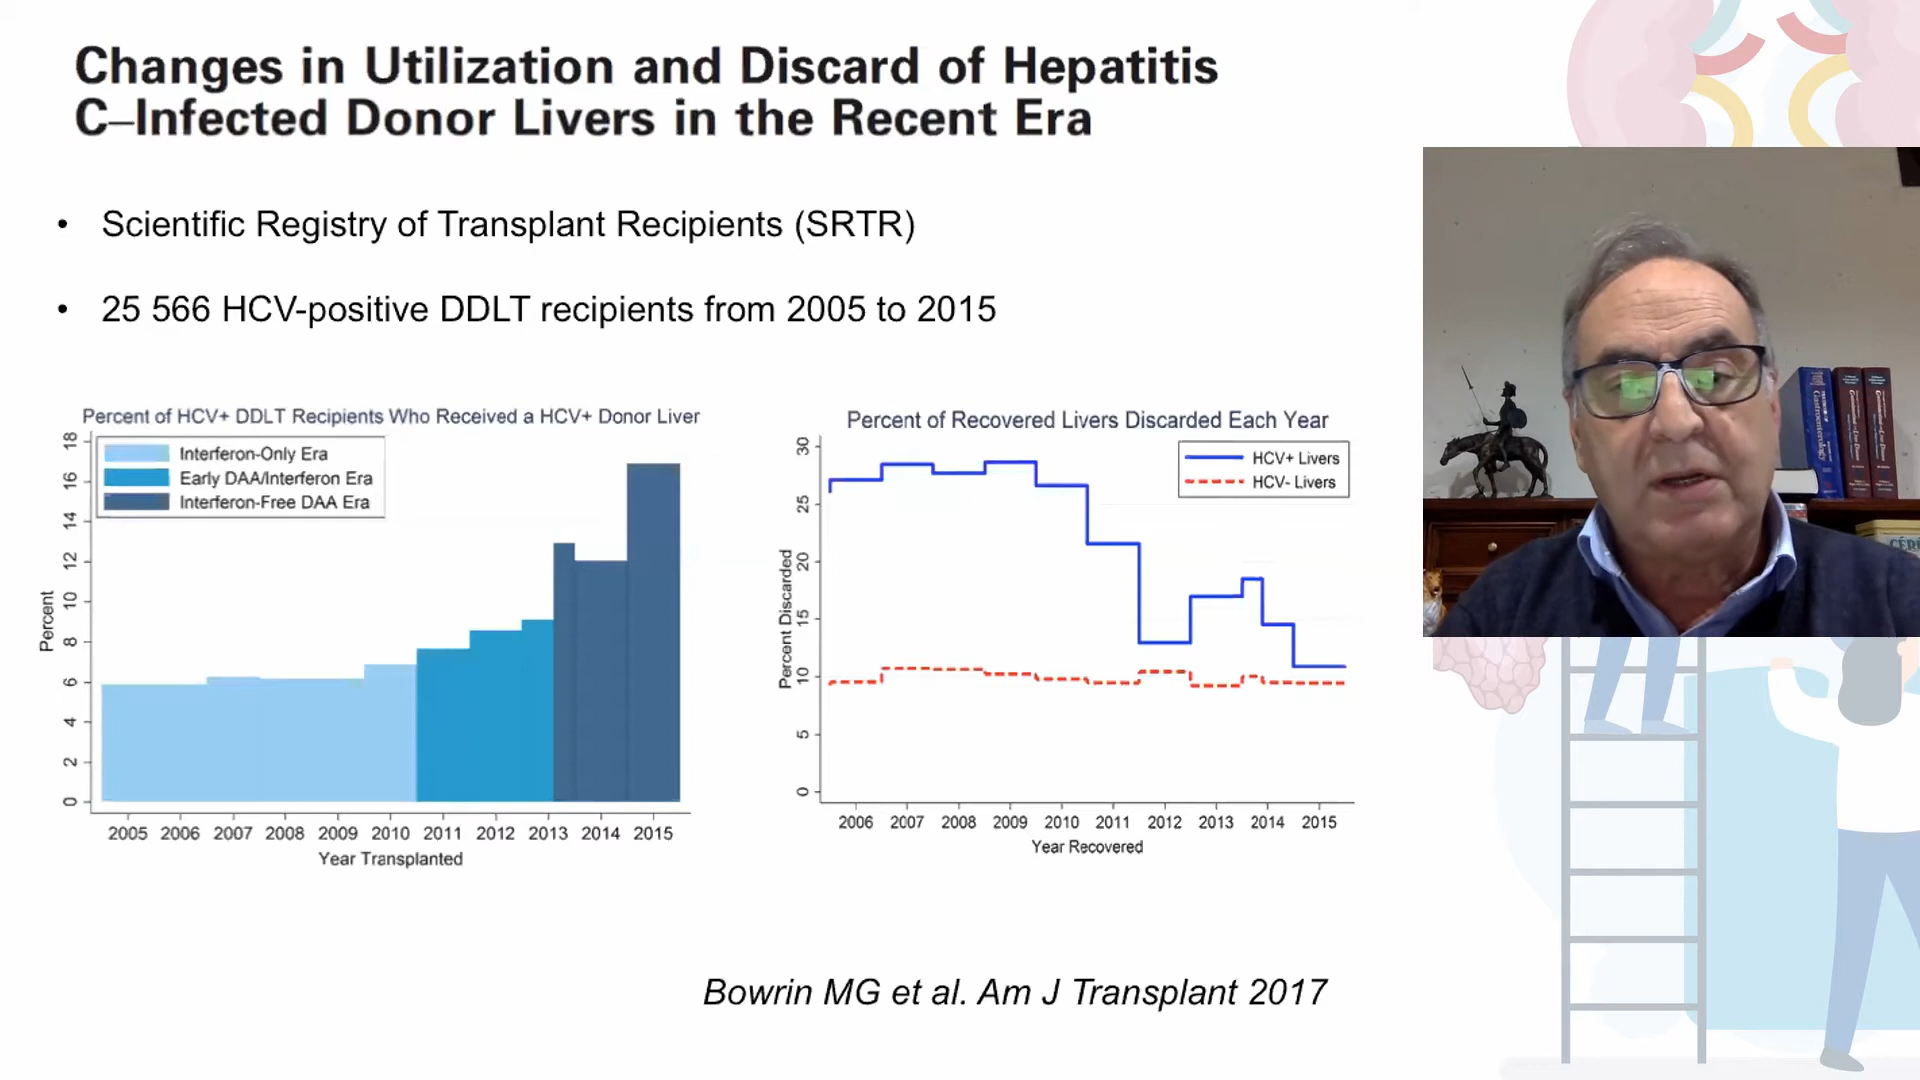 Changes in Utilization and Discard of Hepatitis
C–Infected Donor Livers in the Recent Era
• Scientific Registry of Transplant Recipients (SRTR)
• 25 566 HCV-positive DDLT recipients from 2005 to 2015
Percent of HCV+ DDLT Recipients Who Received a HCV+ Donor Liver
Interferon-Only Era
Early DAA/Interferon Era
Interferon-Free DAA Era
Percent
18
16
14
12
10
8
6
4
2
0
2005 2006 2007 2008 2009 2010 2011 2012 2013 2014 2015
Year Transplanted
Percent of Recovered Livers Discarded Each Year
HCV+ Livers
HCV- Livers
Percent Discarded
30
25
20
15
10
5
0
2006 2007 2008 2009 2010 2011 2012 2013 2014 2015
Year Recovered
Bowrin MG et al. Am J Transplant 2017
Gastroenterology